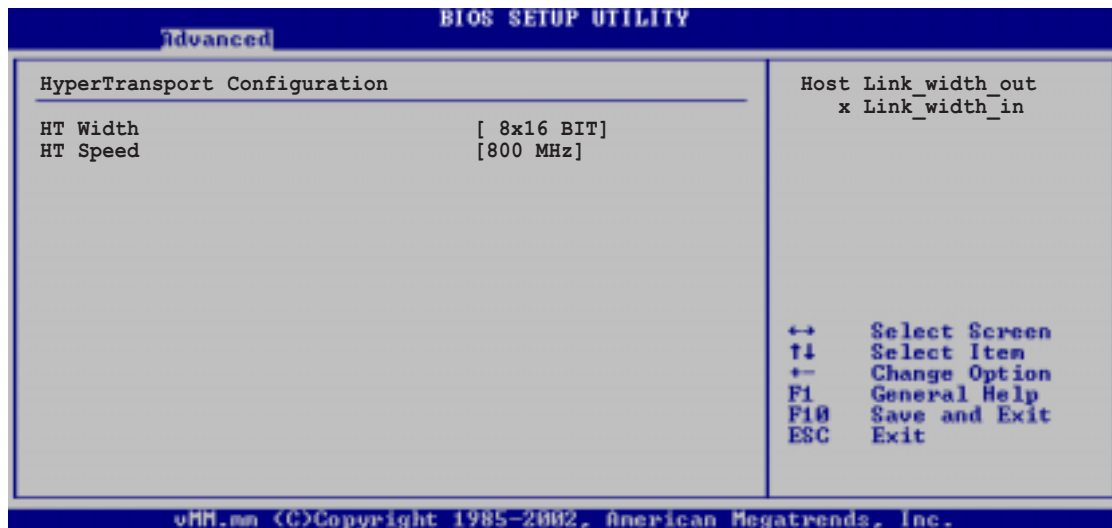 BIOS SETUP UTILITY
Advanced
HyperTransport Configuration
HT Width [ 8x16 BIT]
HT Speed [800 MHz]
Host Link_width_out
x Link_width_in
←→ Select Screen
↑↓ Select Item
+- Change Option
F1 General Help
F10 Save and Exit
ESC Exit
vMM.mm (C)Copyright 1985-2002, American Megatrends, Inc.